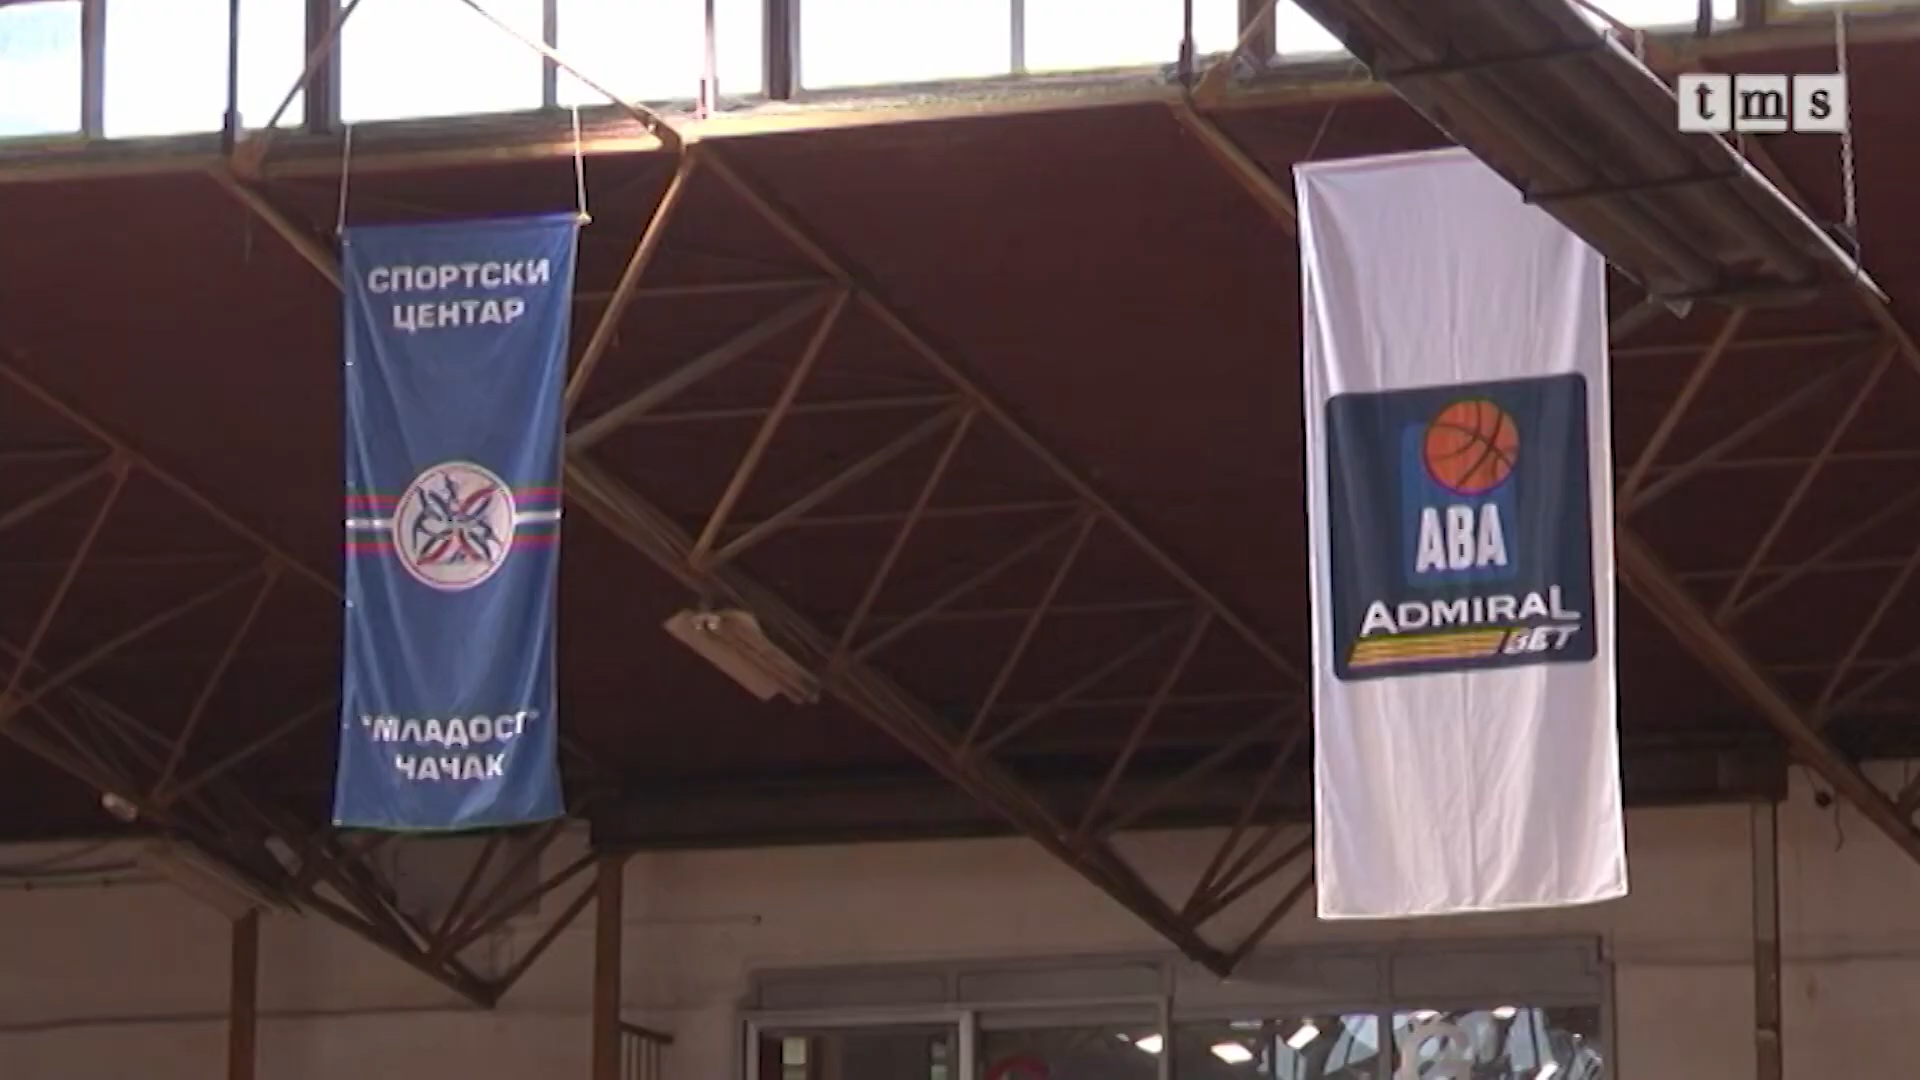 tms
СПОРТСКИ
ЦЕНТАР
"МЛАДОСТ"
ЧАЧАК
ABA
ADMIRAL
BET